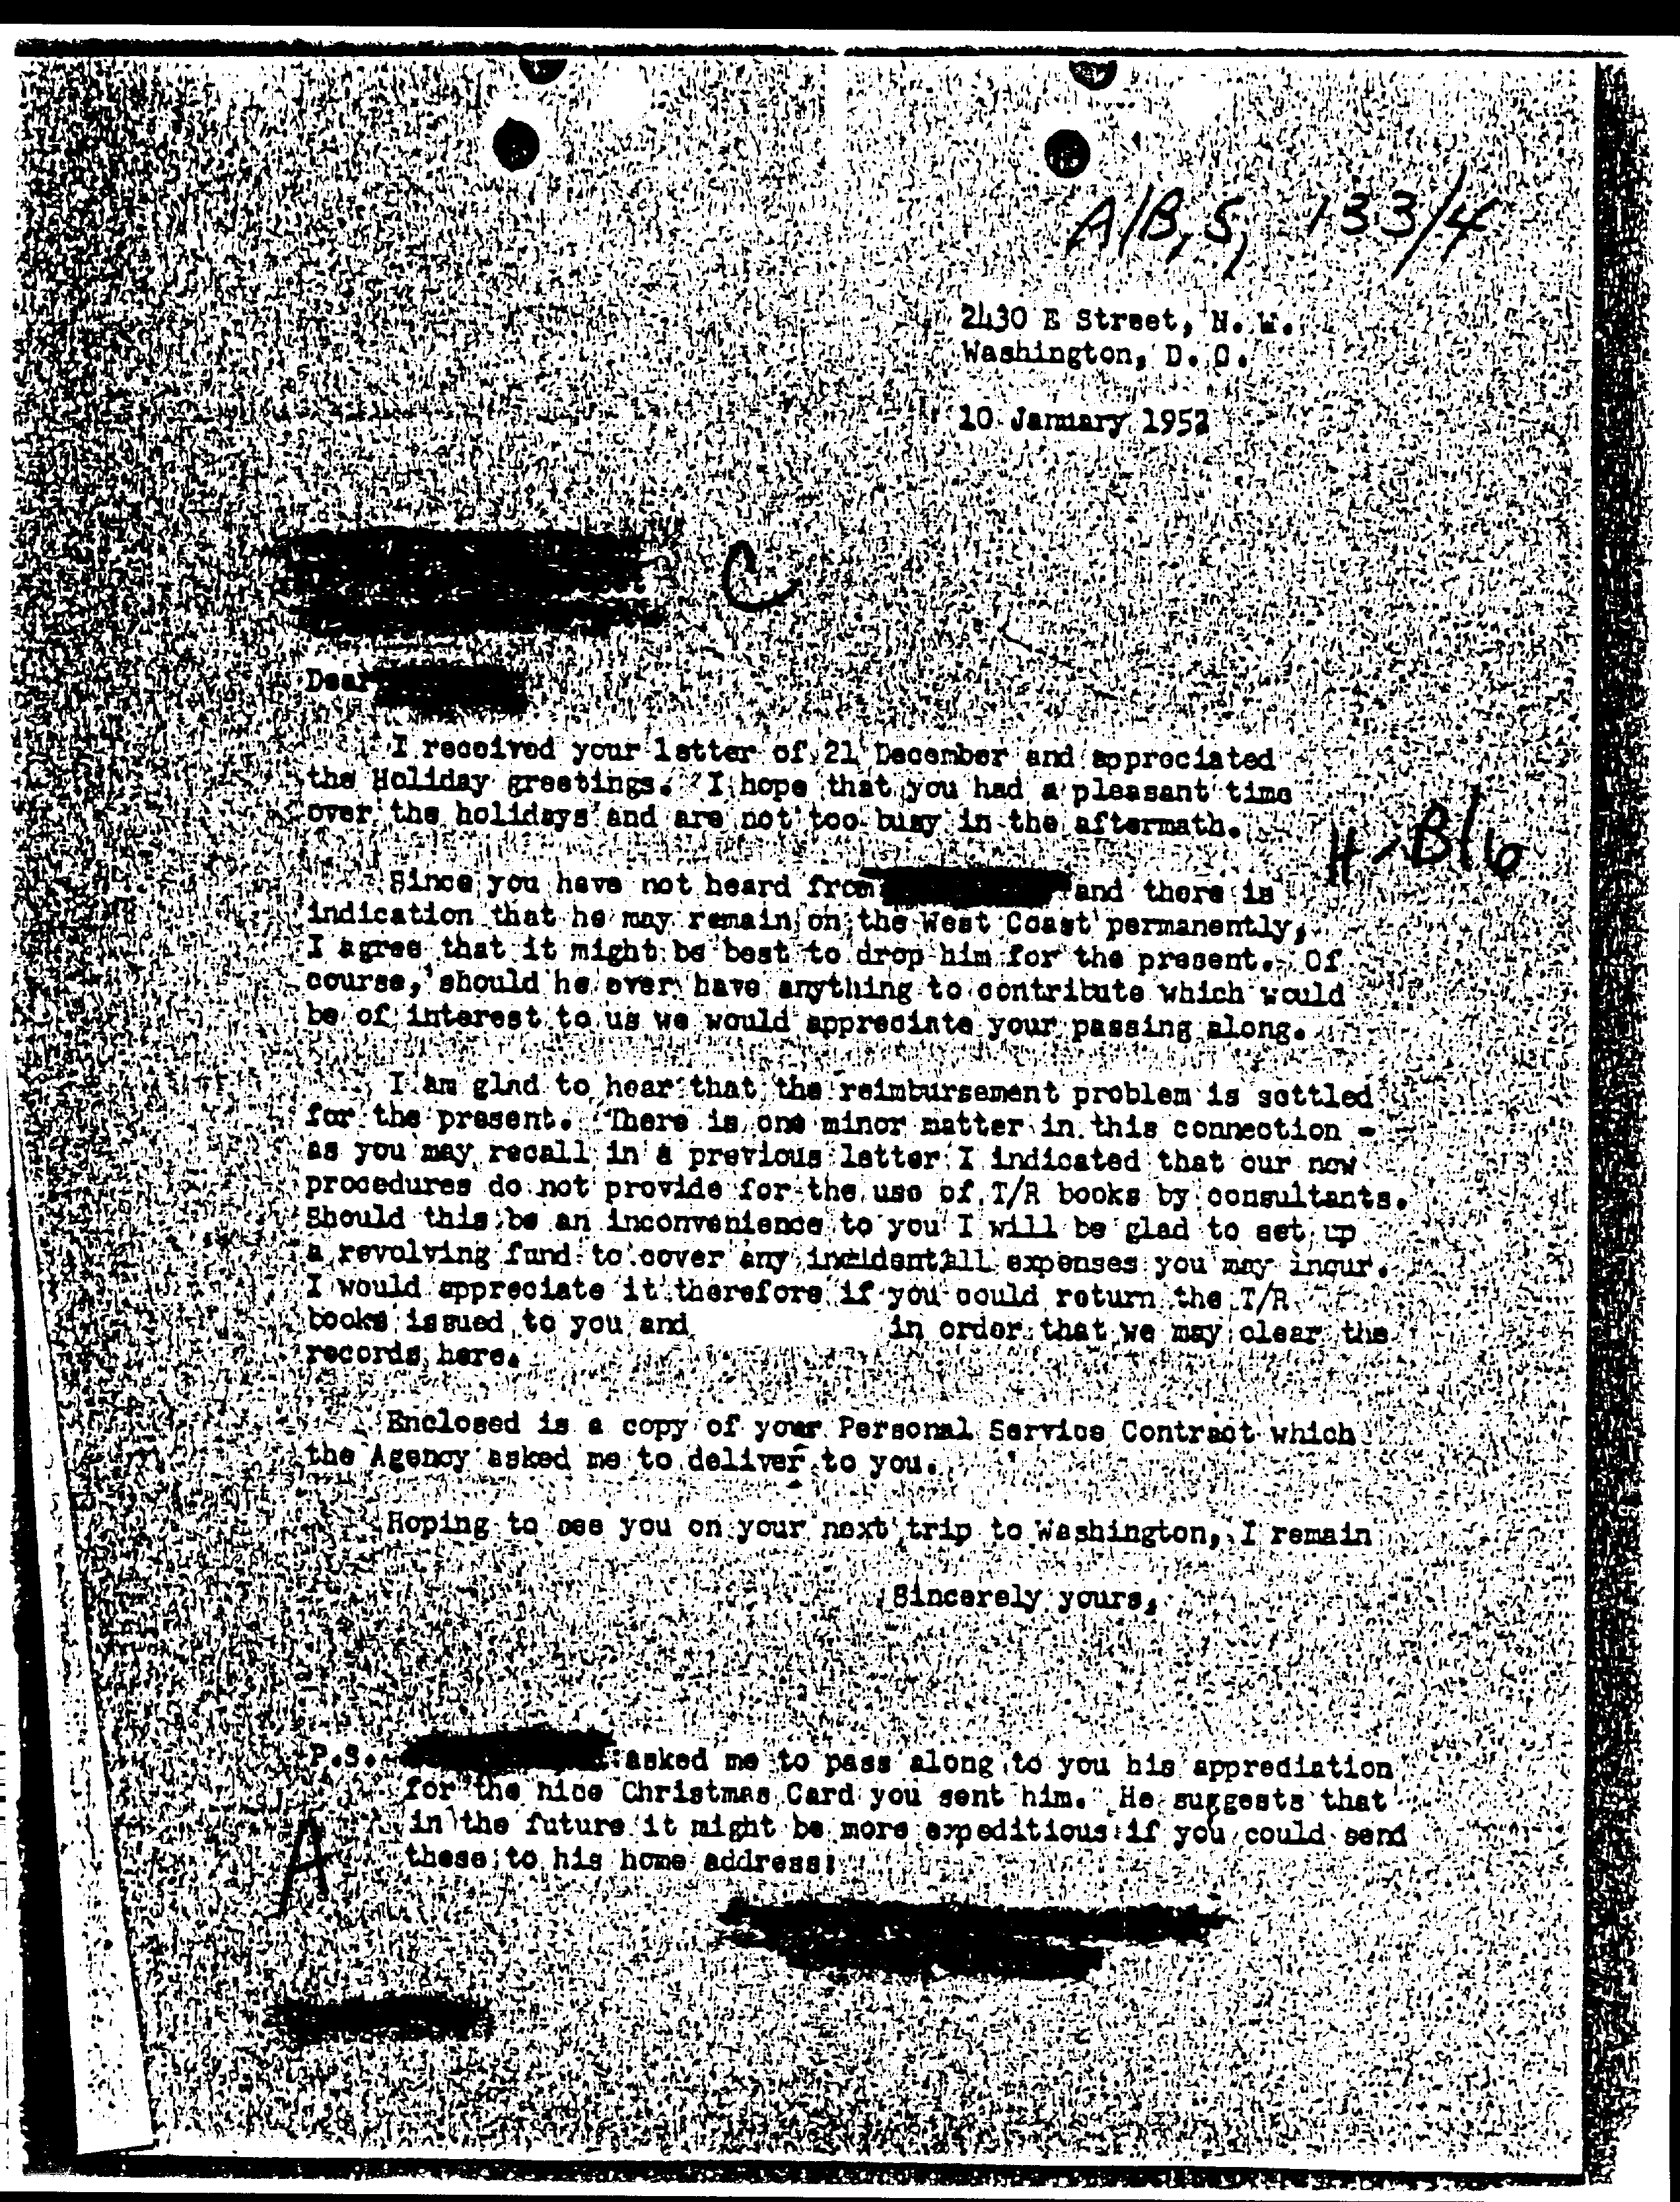 A/B, 5, 133/4
2430 E Street, N. W.
Washington, D. C.
10 January 1952
C
Dear
I received your letter of 21 December and appreciated
the Holiday greetings. I hope that you had a pleasant time
over the holidays and are not too busy in the aftermath.
H-B/6
Since you have not heard from and there is
indication that he may remain on the West Coast permanently,
I agree that it might be best to drop him for the present. Of
course, should he ever have anything to contribute which would
be of interest to us we would appreciate your passing along.
I am glad to hear that the reimbursement problem is settled
for the present. There is one minor matter in this connection -
as you may recall in a previous letter I indicated that our new
procedures do not provide for the use of T/R books by consultants.
Should this be an inconvenience to you I will be glad to set up
a revolving fund to cover any incidentall expenses you may incur.
I would appreciate it therefore if you could return the T/R
books issued to you and in order that we may clear the
records here.
Enclosed is a copy of your Personal Service Contract which
the Agency asked me to deliver to you.
Hoping to see you on your next trip to Washington, I remain
Sincerely yours,
P.S. asked me to pass along to you his apprediation
for the nice Christmas Card you sent him. He suggests that
in the future it might be more expeditious if you could send
these to his home address:
A